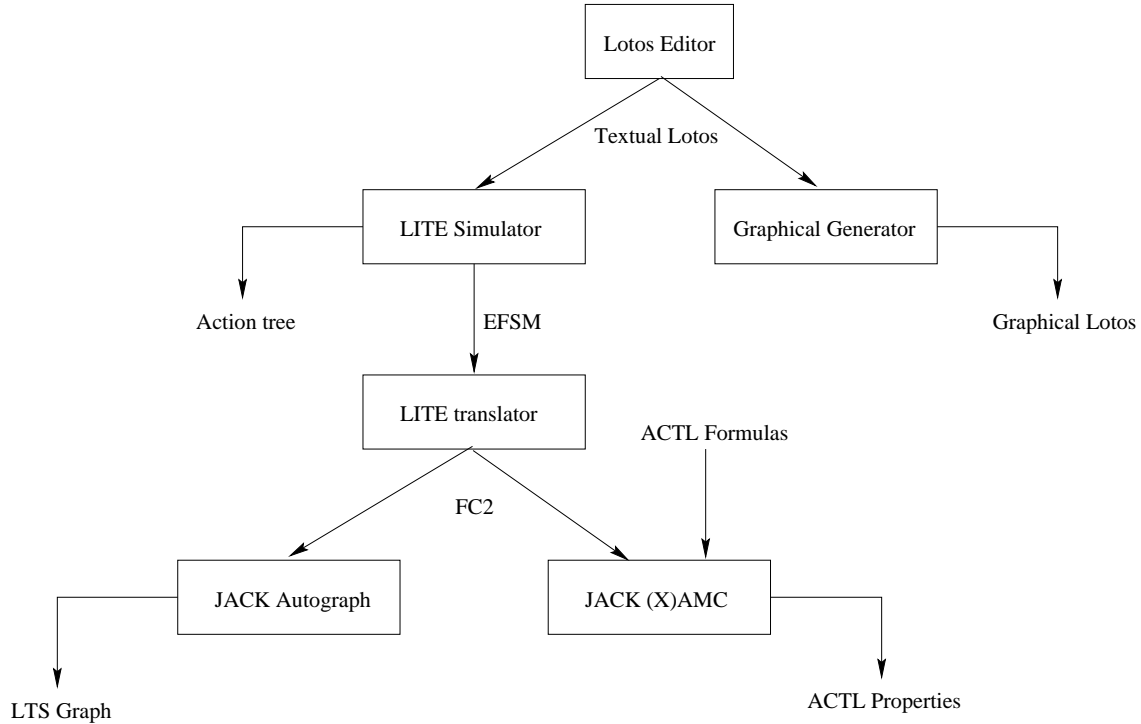 Lotos Editor
Textual Lotos
LITE Simulator
Graphical Generator
Action tree
EFSM
Graphical Lotos
LITE translator
ACTL Formulas
FC2
JACK Autograph
JACK (X)AMC
LTS Graph
ACTL Properties